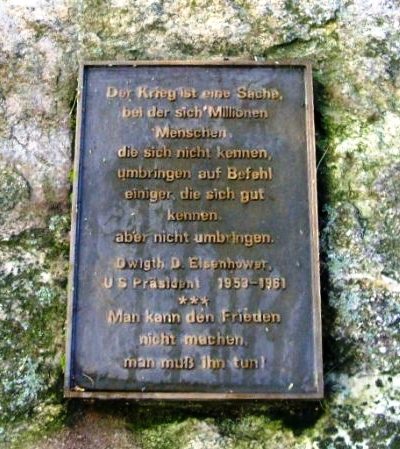 Der Krieg ist eine Sache,
bei der sich Millionen
Menschen,
die sich nicht kennen,
umbringen auf Befehl
einiger, die sich gut
kennen.
aber nicht umbringen.
Dwigth D. Eisenhower,
US Präsident 1953-1961
***
Man kann den Frieden
nicht machen,
man muß ihn tun!